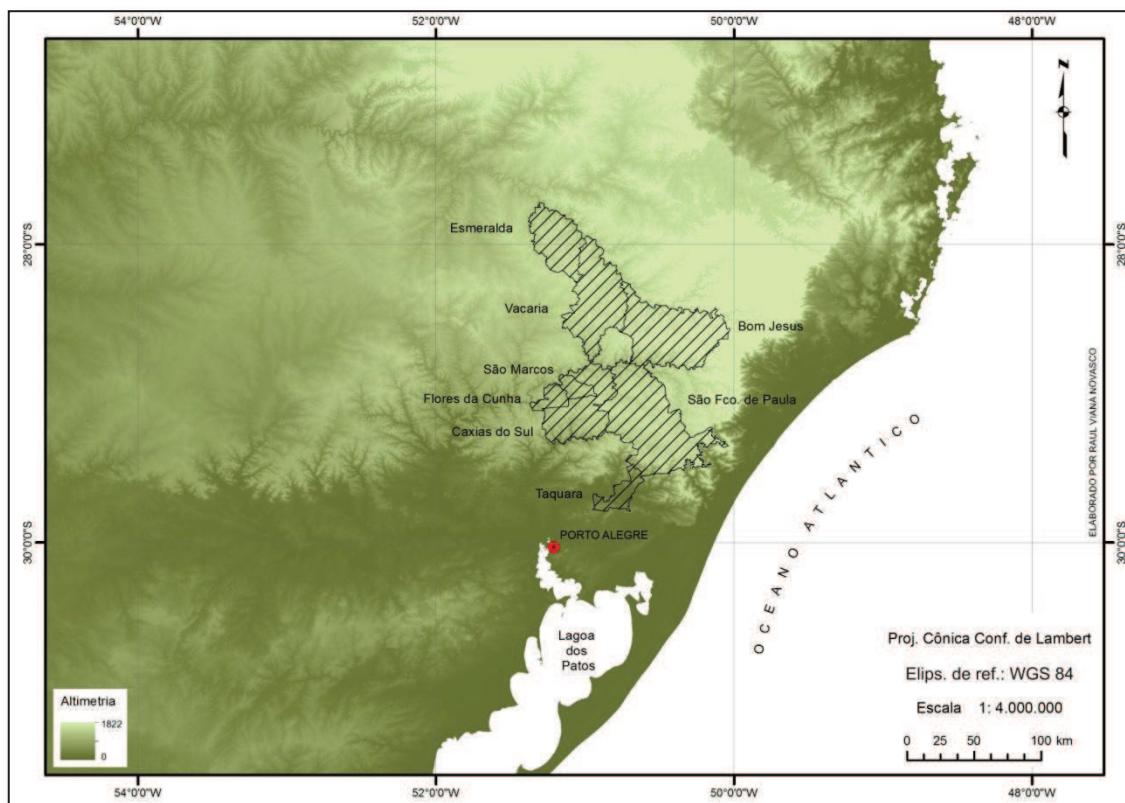 54°0'0"W
52°0'0"W
50°0'0"W
48°0'0"W
Z
Esmeralda
28°0'0"S
28°0'0"S
Vacaria
Bom Jesus
São Marcos
Flores da Cunha
São Fco. de Paula
Caxias do Sul
Taquara
PORTO ALEGRE
30°0'0"S
30°0'0"S
OCEANO ATLANTICO
ELABORADO POR RAUL VIANA NOVASCO
Lagoa
dos
Patos
Proj. Cônica Conf. de Lambert
Elips. de ref.: WGS 84
Escala 1: 4.000.000
0 25 50 100 km
Altimetria
1822
0
54°0'0"W
52°0'0"W
50°0'0"W
48°0'0"W